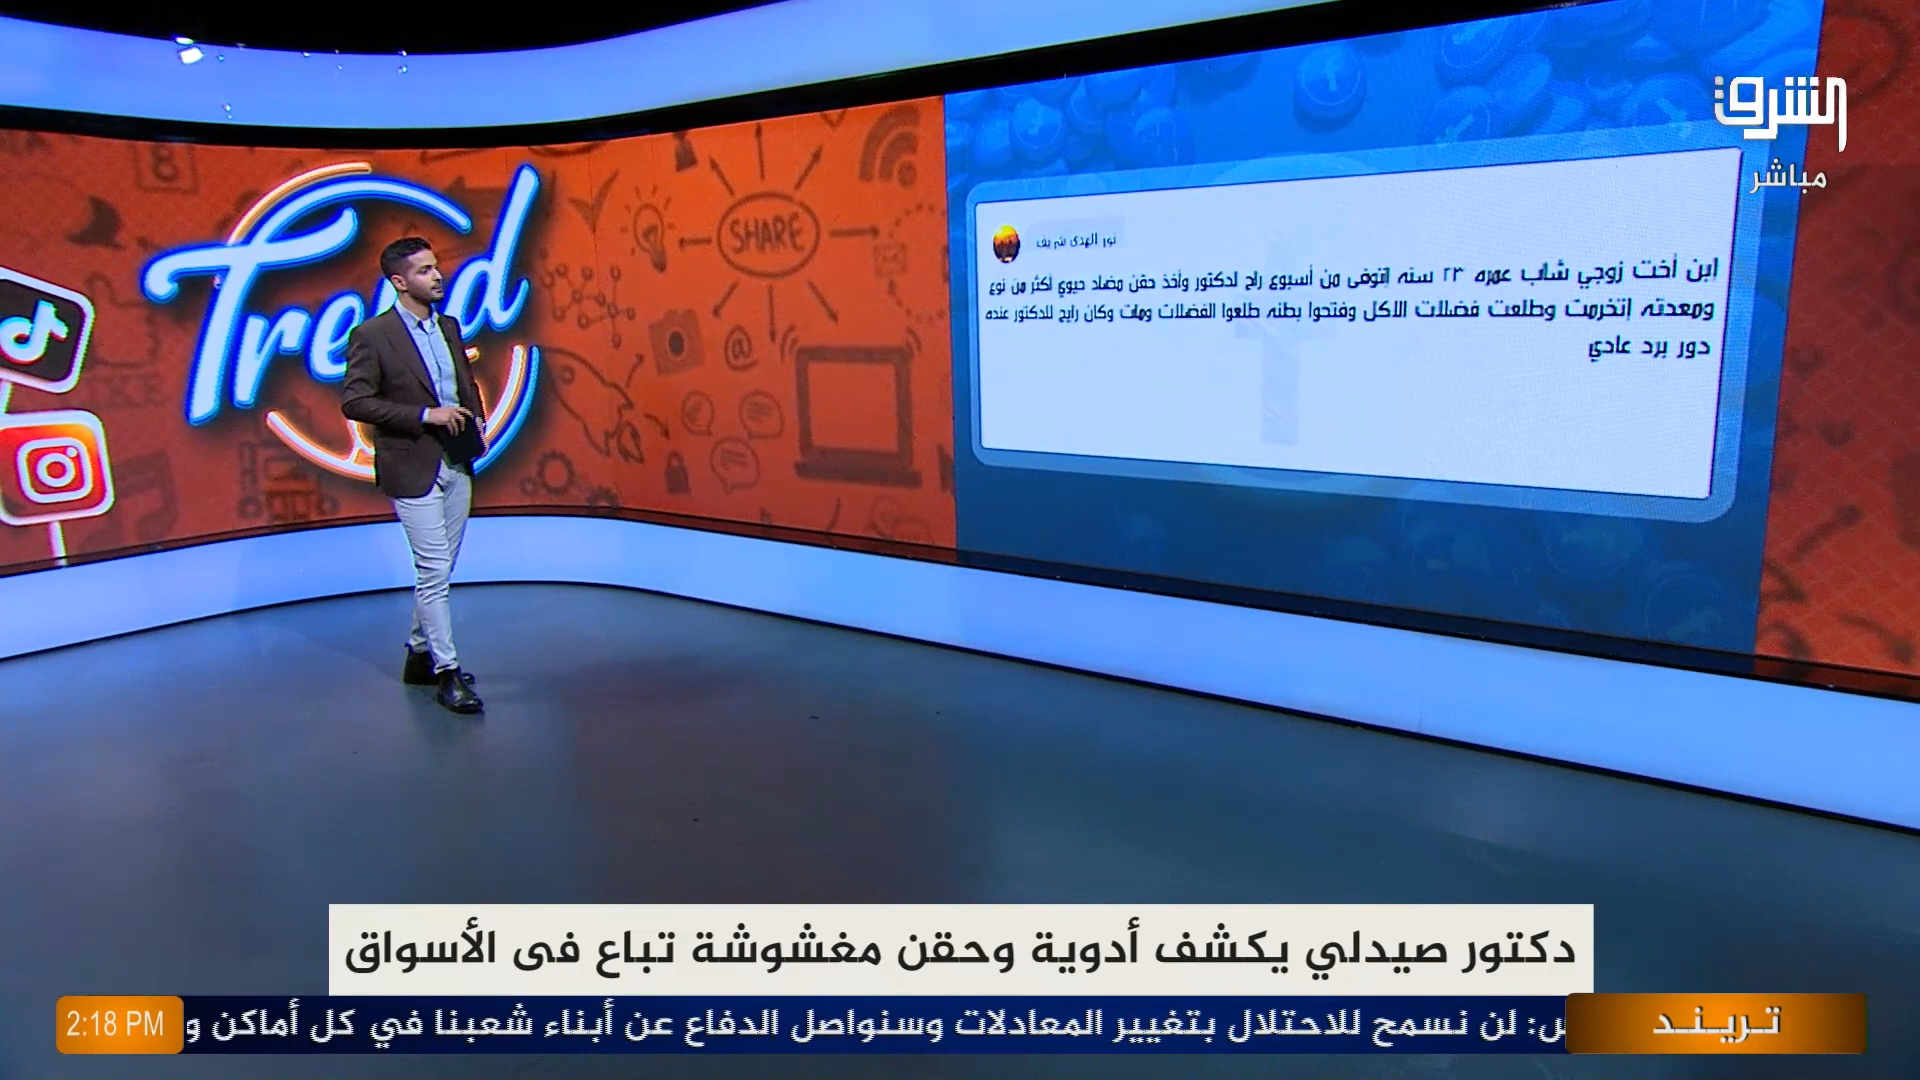 الشرق
مباشر
Trend
SHARE
نور الهدى شريف
ابن أخت زوجي شاب عمره ٢٣ سنه إتوفى من أسبوع راح لدكتور وأخذ حقن مضاد حيوي أكثر من نوع
ومعدته إتخرمت وطلعت فضلات الاكل وفتحوا بطنه طلعوا الفضلات ومات وكان رايح للدكتور عنده
دور برد عادي
دكتور صيدلي يكشف أدوية وحقن مغشوشة تباع فى الأسواق
تريند
س: لن نسمح للاحتلال بتغيير المعادلات وسنواصل الدفاع عن أبناء شعبنا في كل أماكن و
2:18 PM